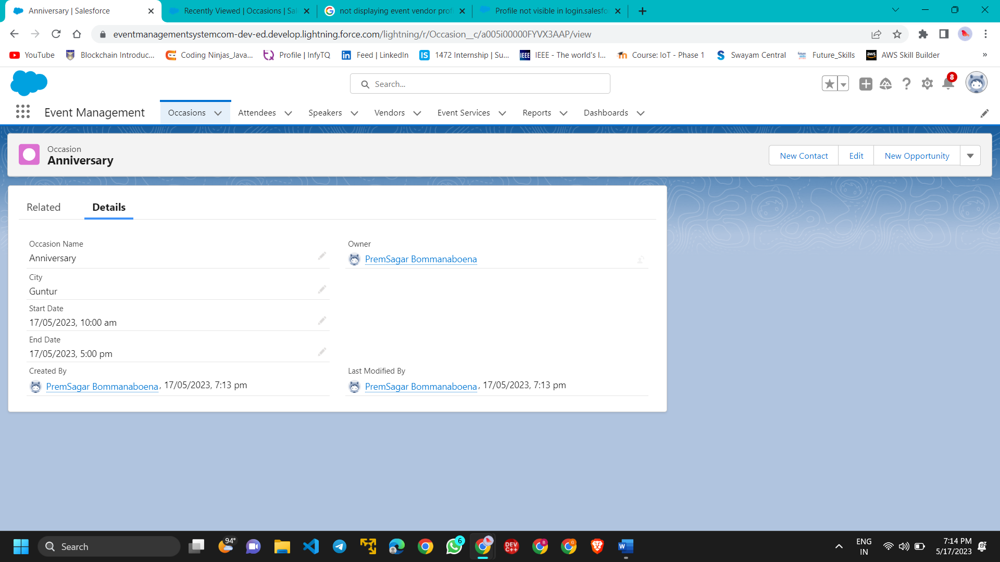 Anniversary | Salesforce
Recently Viewed | Occasions | Sal
not displaying event vendor profi
Profile not visible in login.salesfo
eventmanagementsystemcom-dev-ed.develop.lightning.force.com/lightning/r/Occasion__c/a005i00000FYVX3AAP/view
YouTube
Blockchain Introduc...
Coding Ninjas_Java...
Profile | InfyTQ
Feed | LinkedIn
1472 Internship | Su...
IEEE - The world's l...
Course: IoT - Phase 1
Swayam Central
Future_Skills
AWS Skill Builder
»
Search...
8
Event Management
Occasions
Attendees
Speakers
Vendors
Event Services
Reports
Dashboards
Occasion
Anniversary
New Contact
Edit
New Opportunity
Related
Details
Occasion Name
Anniversary
Owner
PremSagar Bommanaboena
City
Guntur
Start Date
17/05/2023, 10:00 am
End Date
17/05/2023, 5:00 pm
Created By
PremSagar Bommanaboena, 17/05/2023, 7:13 pm
Last Modified By
PremSagar Bommanaboena, 17/05/2023, 7:13 pm
Search
94°
6
DEV C++
B
G
ENG
IN
7:14 PM
5/17/2023